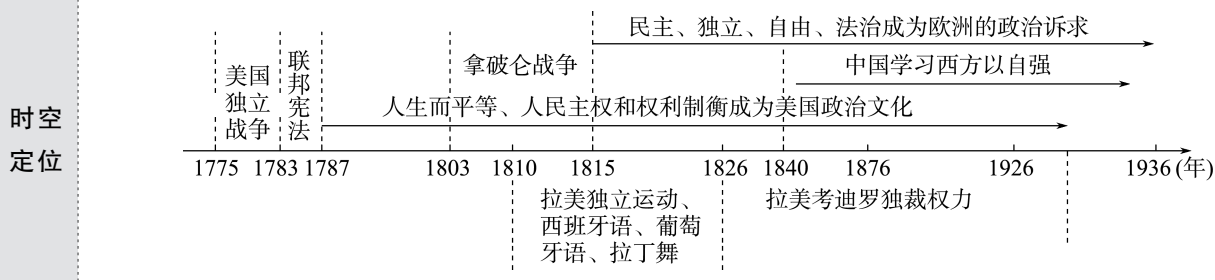 时空
定位
民主、独立、自由、法治成为欧洲的政治诉求
拿破仑战争
中国学习西方以自强
美国
独立
战争
联
邦
宪
法
人生而平等、人民主权和权利制衡成为美国政治文化
1775 1783 1787 1803 1810 1815 1826 1840 1876 1926 1936 (年)
拉美独立运动、
西班牙语、葡萄
牙语、拉丁舞
拉美考迪罗独裁权力